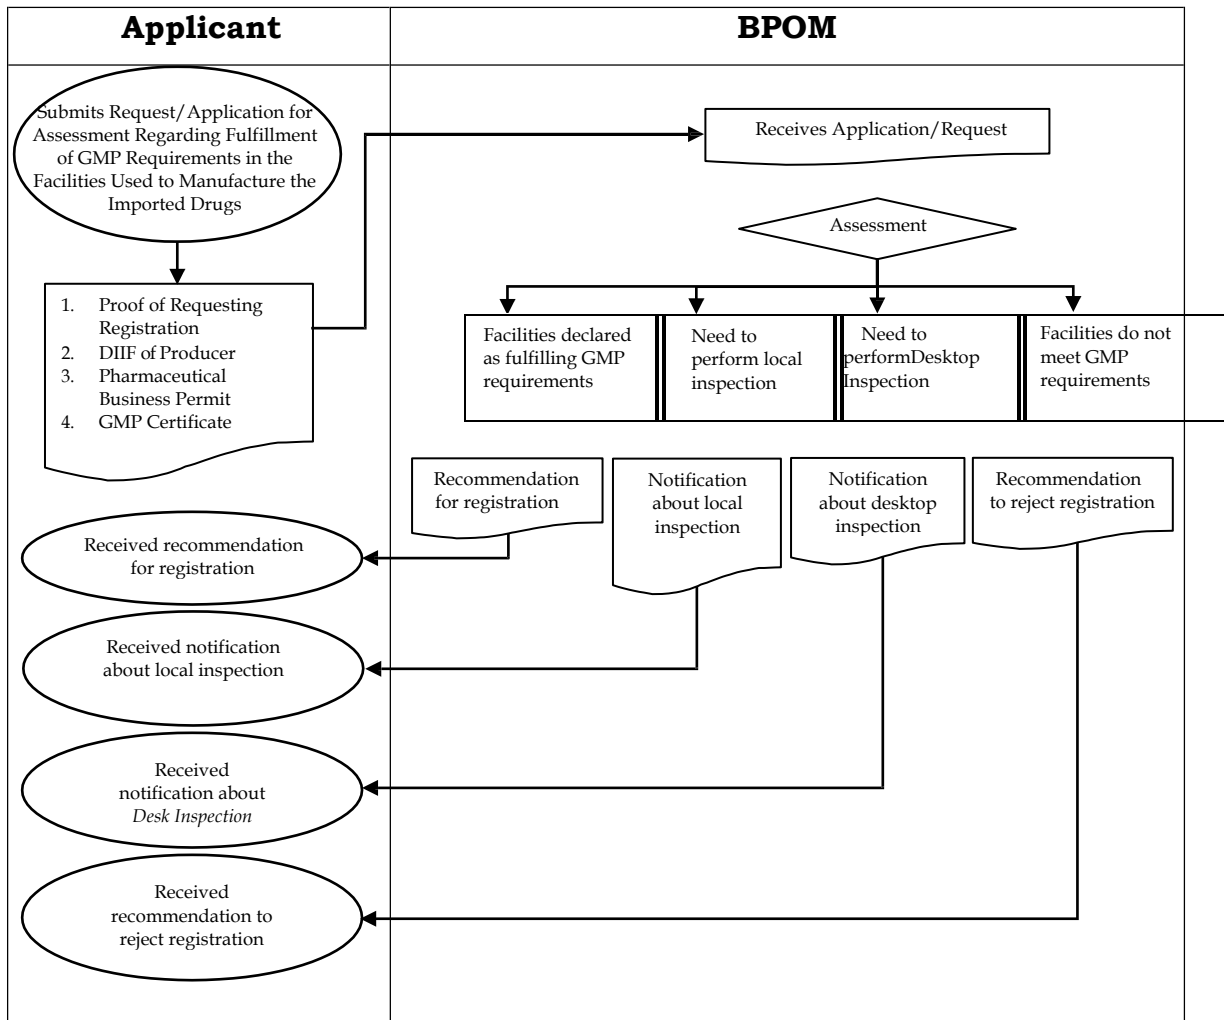 Applicant
BPOM
Submits Request/Application for
Assessment Regarding Fulfillment
of GMP Requirements in the
Facilities Used to Manufacture the
Imported Drugs
Receives Application/Request
Assessment
1. Proof of Requesting
Registration
2. DIIF of Producer
3. Pharmaceutical
Business Permit
4. GMP Certificate
Facilities declared
as fulfilling GMP
requirements
Need to
perform local
inspection
Need to
performDesktop
Inspection
Facilities do not
meet GMP
requirements
Recommendation
for registration
Notification
about local
inspection
Notification
about desktop
inspection
Recommendation
to reject registration
Received recommendation
for registration
Received notification
about local inspection
Received
notification about
Desk Inspection
Received
recommendation to
reject registration